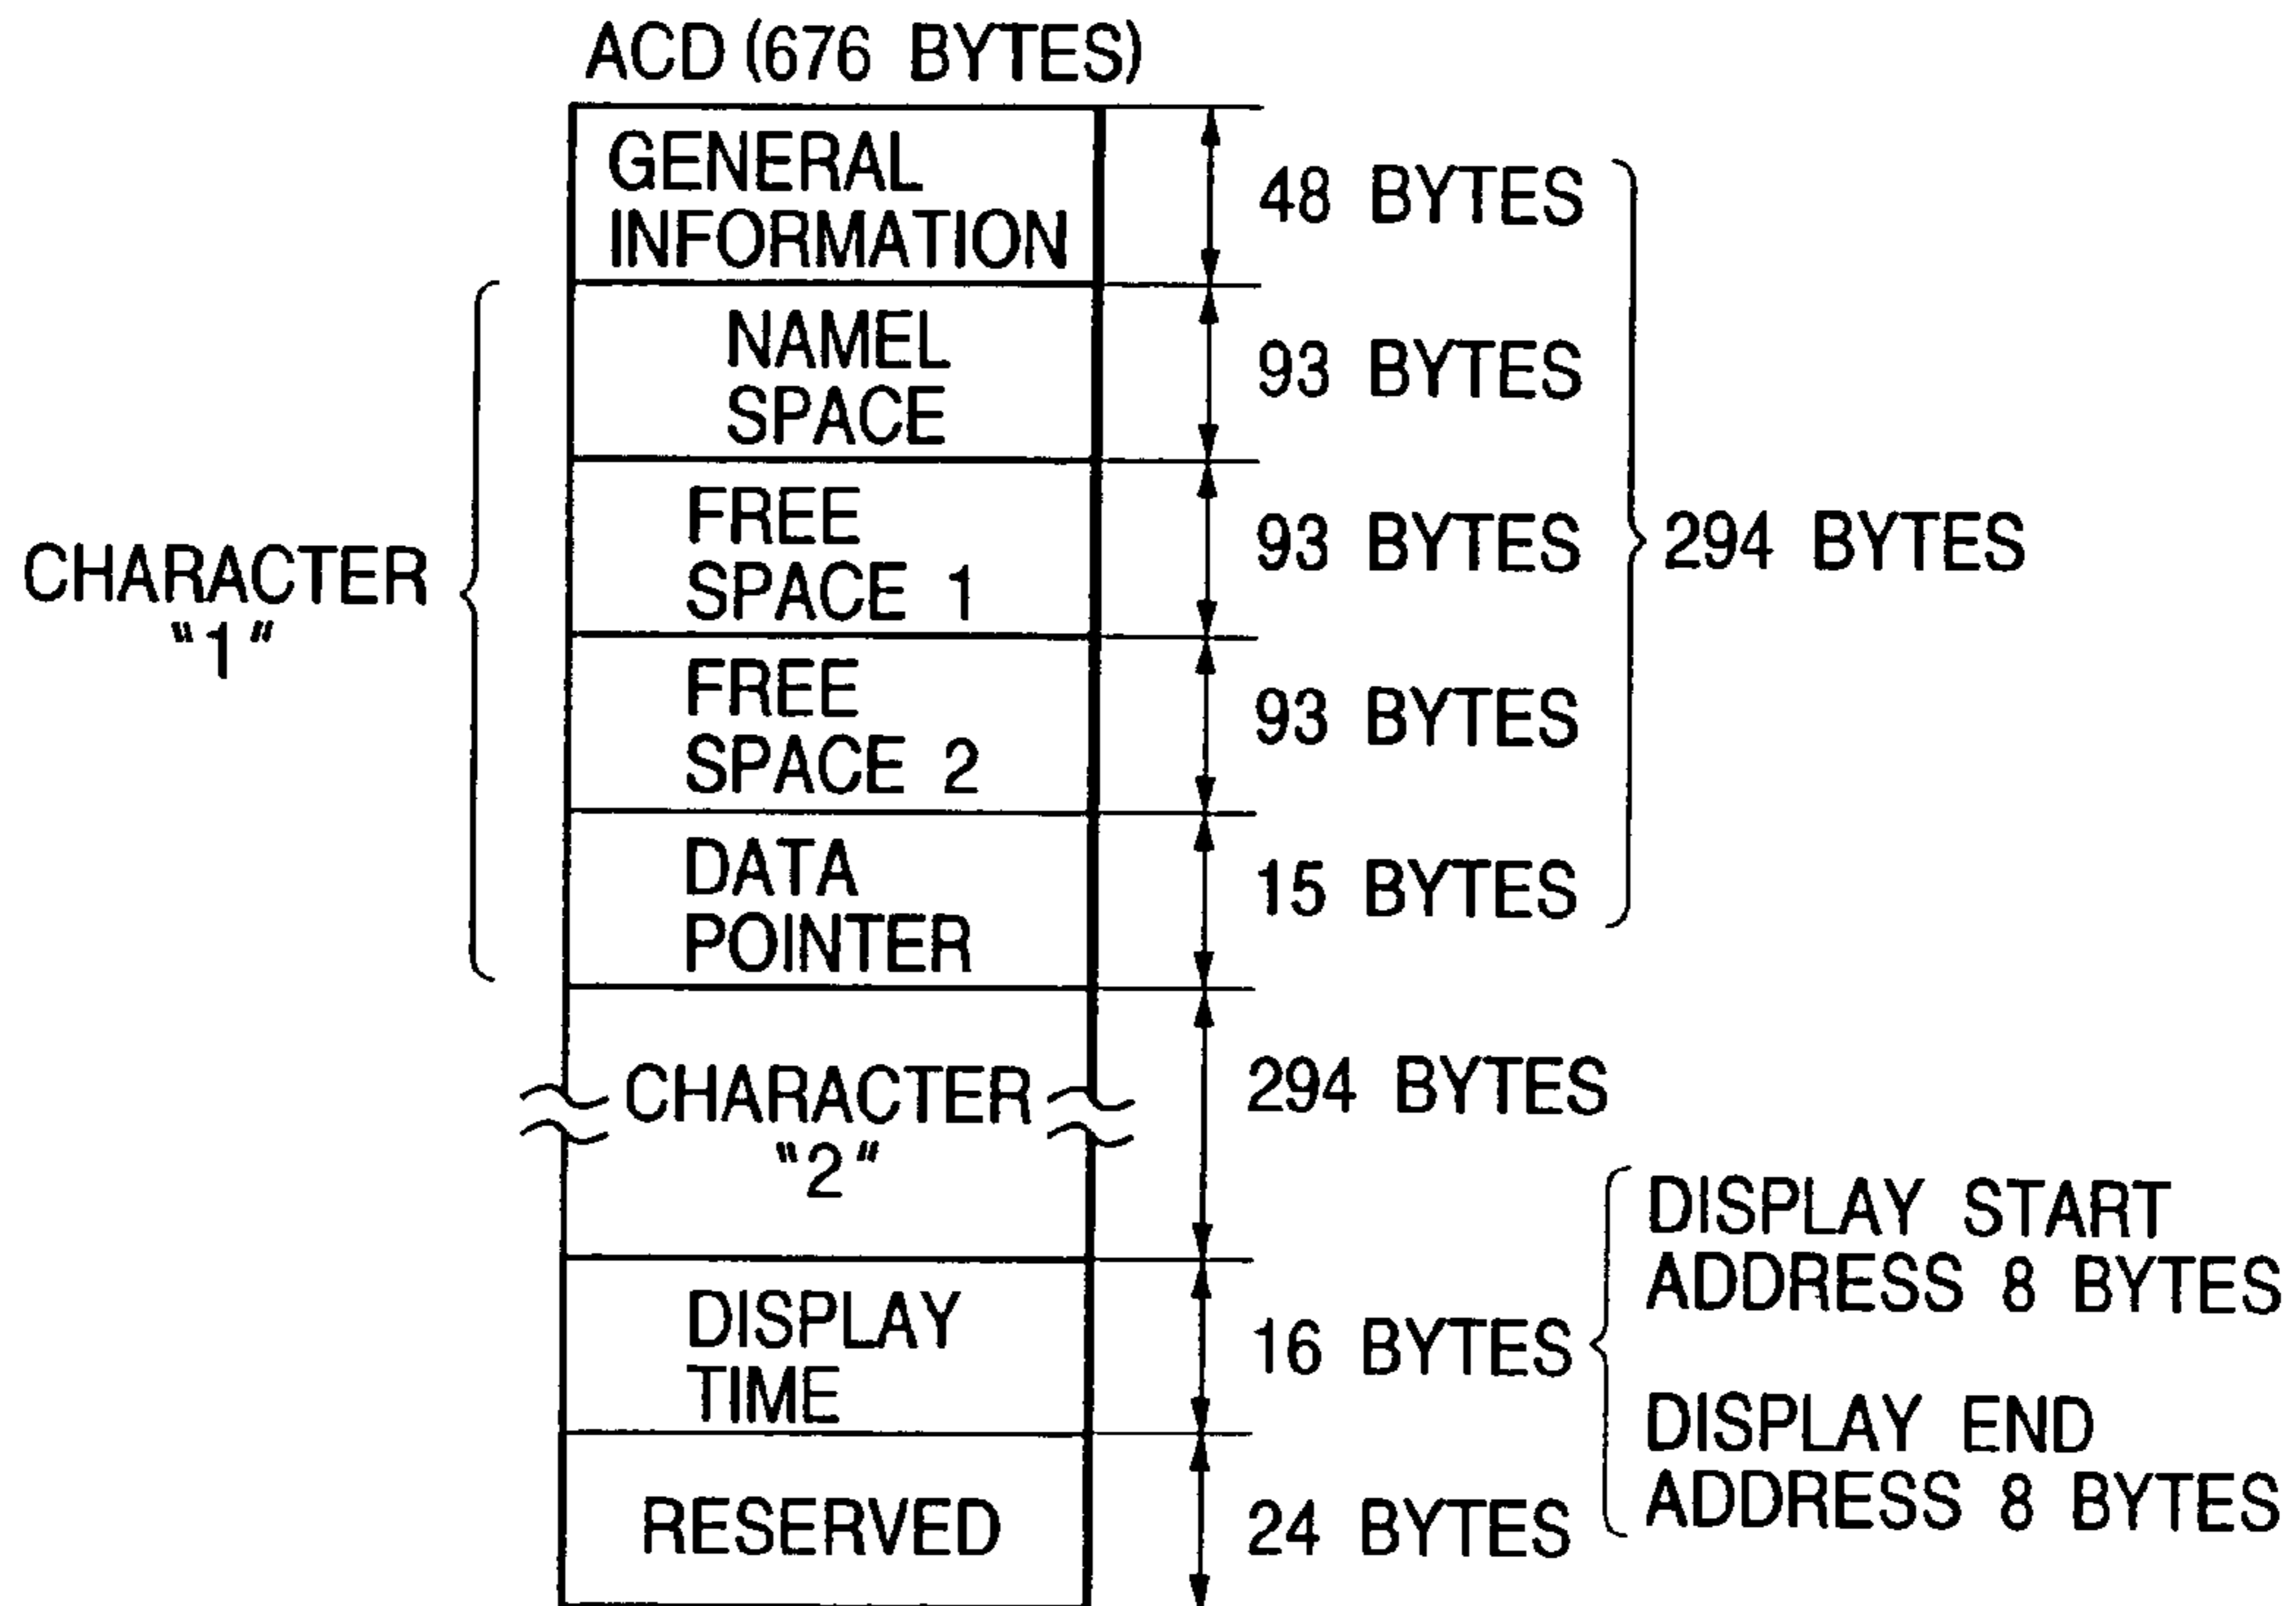 ACD (676 BYTES)
GENERAL
INFORMATION
48 BYTES
NAMEL
SPACE
93 BYTES
FREE
SPACE 1
93 BYTES
294 BYTES
CHARACTER
"1"
FREE
SPACE 2
93 BYTES
DATA
POINTER
15 BYTES
CHARACTER
"2"
294 BYTES
DISPLAY
TIME
16 BYTES
DISPLAY START
ADDRESS 8 BYTES
DISPLAY END
ADDRESS 8 BYTES
RESERVED
24 BYTES